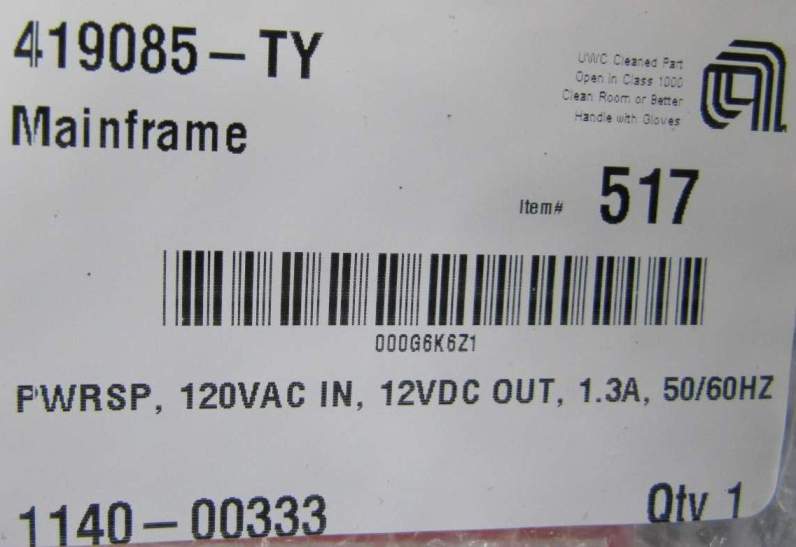 419085-TY
UWC Cleaned Part
Open in Class 1000
Clean Room or Better
Handle with Gloves
Mainframe
Item# 517
000G6K6Z1
PWRSP, 120VAC IN, 12VDC OUT, 1.3A, 50/60HZ
1140-00333 Qty 1